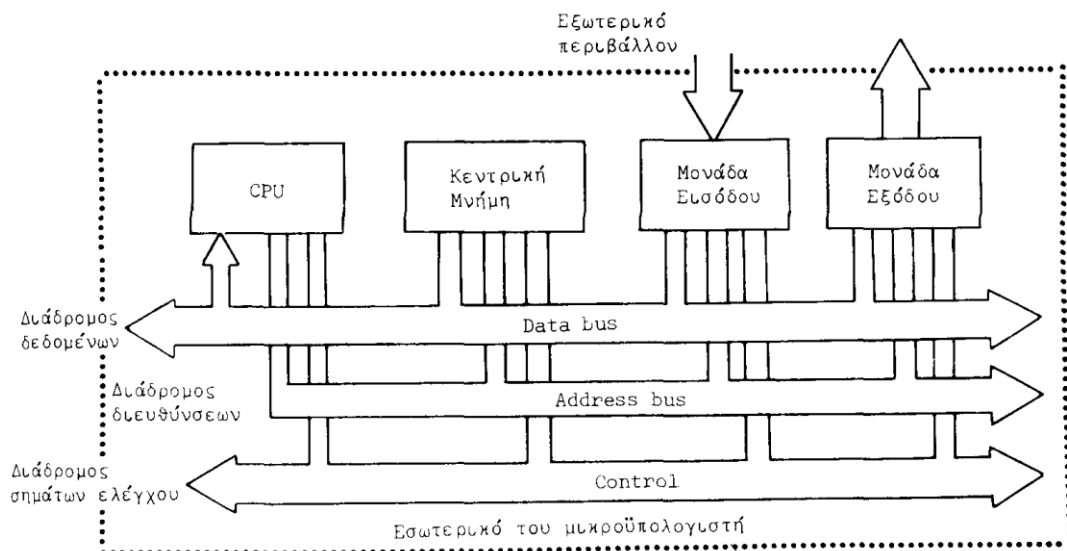 Εξωτερικό
περιβάλλον
CPU
Κεντρική
Μνήμη
Μονάδα
Εισόδου
Μονάδα
Εξόδου
Διάδρομος
δεδομένων
Data bus
Διάδρομος
διευθύνσεων
Address bus
Διάδρομος
σημάτων ελέγχου
Control
Εσωτερικό του μικροϋπολογιστή